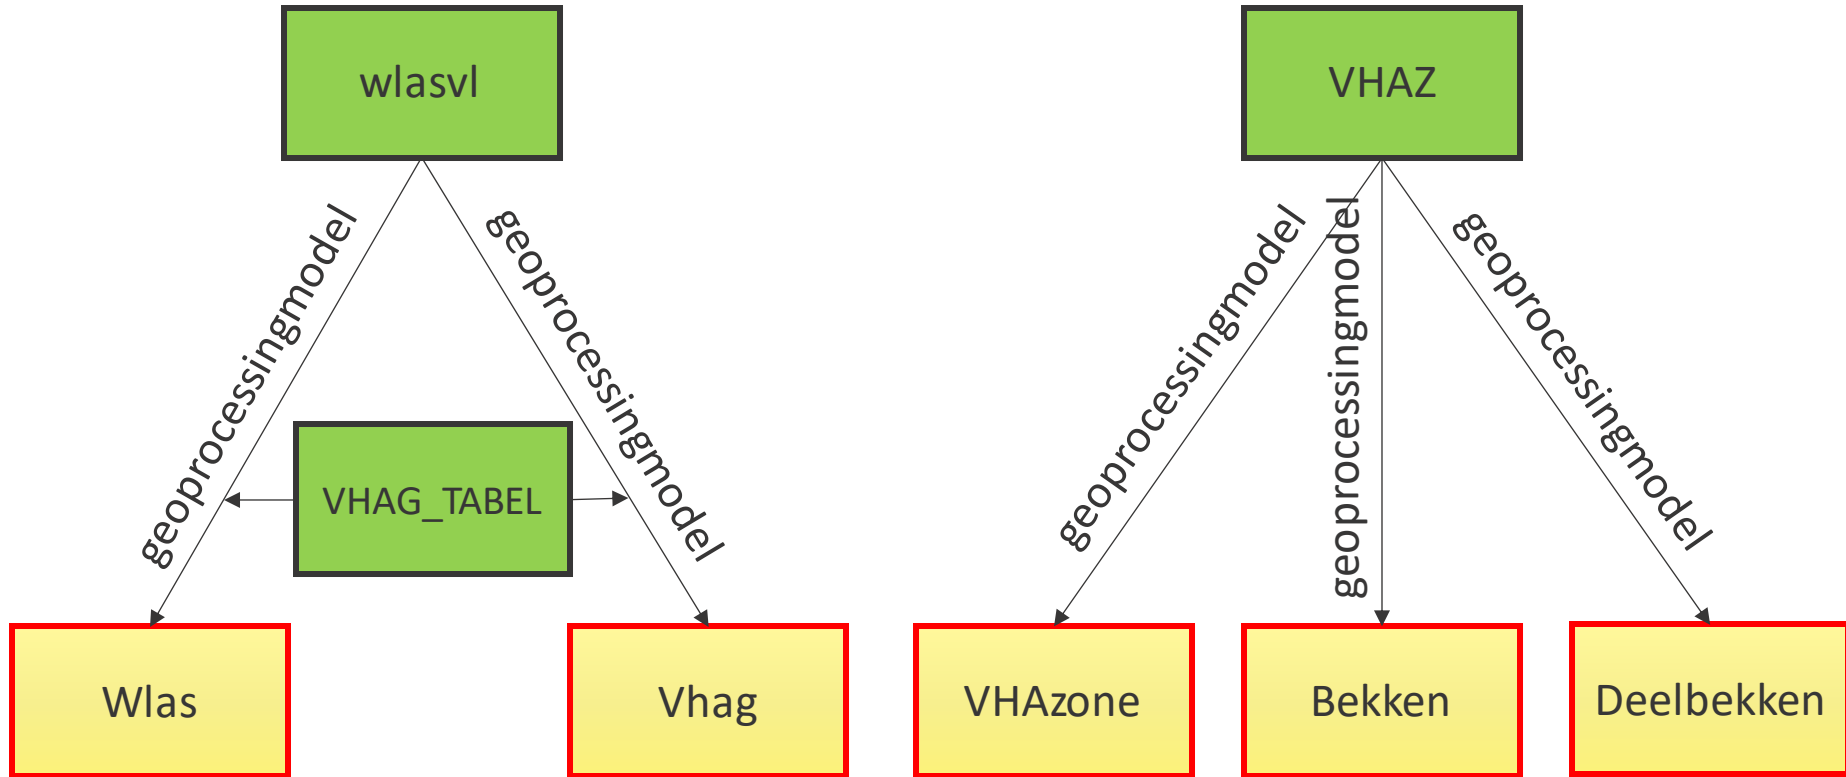 wlasvl
VHAZ
geoprocessingmodel
geoprocessingmodel
geoprocessingmodel
geoprocessingmodel
geoprocessingmodel
VHAG_TABEL
Wlas
Vhag
VHAzone
Bekken
Deelbekken